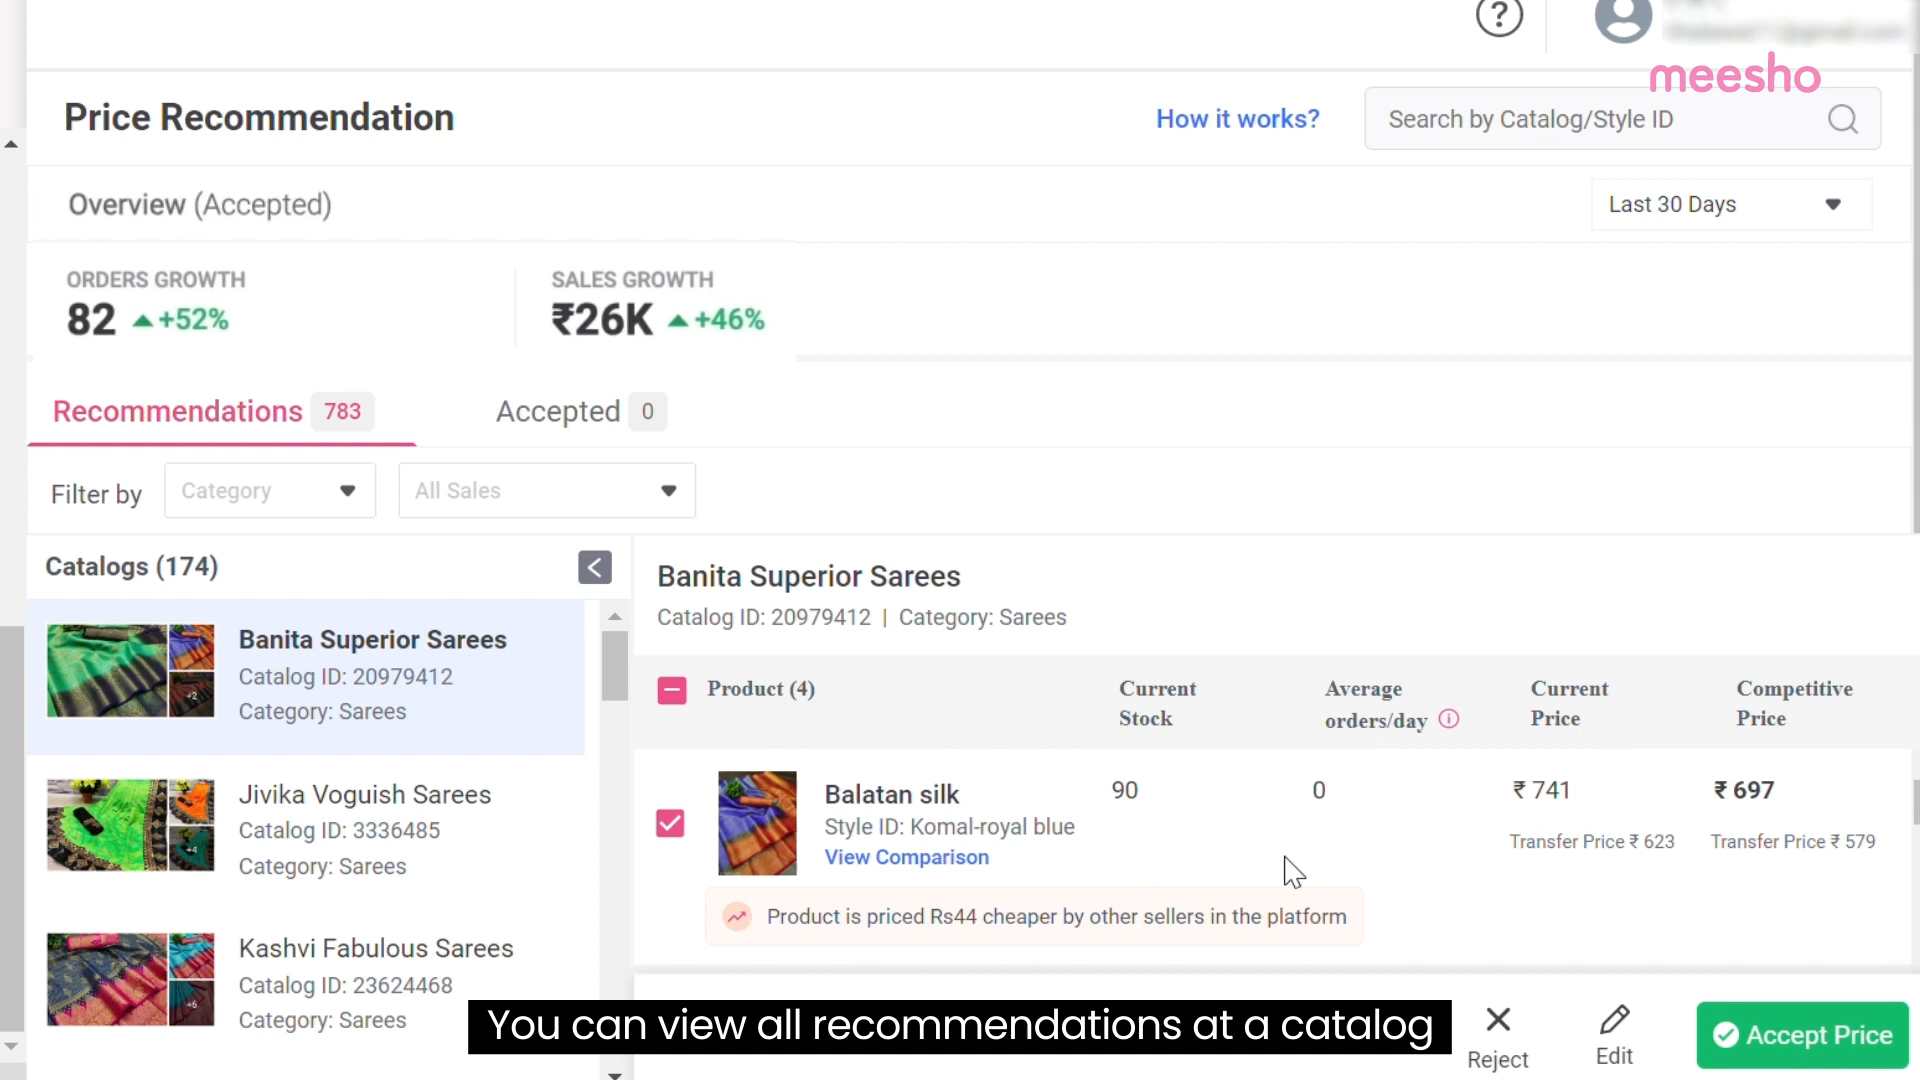 ?
meesho
Price Recommendation
How it works?
Search by Catalog/Style ID
Overview (Accepted)
Last 30 Days
ORDERS GROWTH
82 +52%
SALES GROWTH
₹26K +46%
Recommendations 783
Accepted 0
Filter by
Category
All Sales
Catalogs (174)
Banita Superior Sarees
Catalog ID: 20979412
Category: Sarees
+2
Jivika Voguish Sarees
Catalog ID: 3336485
Category: Sarees
+4
Kashvi Fabulous Sarees
Catalog ID: 23624468
Category: Sarees
+6
Banita Superior Sarees
Catalog ID: 20979412 | Category: Sarees
Product (4)
Current
Stock
Average
orders/day
Current
Price
Competitive
Price
Balatan silk
Style ID: Komal-royal blue
View Comparison
90
0
₹ 741
Transfer Price ₹ 623
₹ 697
Transfer Price ₹ 579
Product is priced Rs44 cheaper by other sellers in the platform
You can view all recommendations at a catalog
Reject
Edit
Accept Price